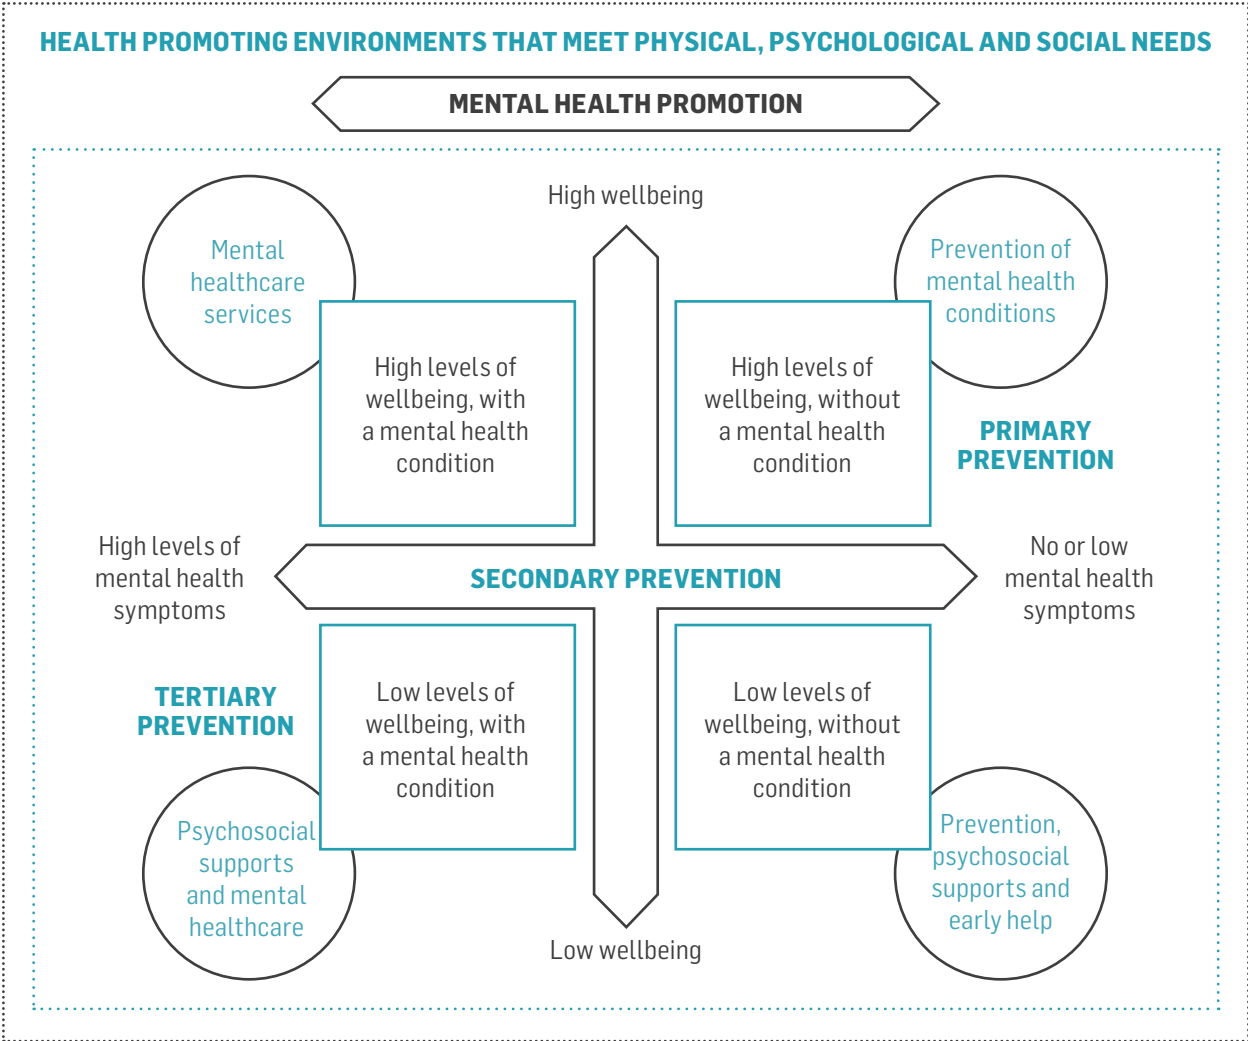 HEALTH PROMOTING ENVIRONMENTS THAT MEET PHYSICAL, PSYCHOLOGICAL AND SOCIAL NEEDS
MENTAL HEALTH PROMOTION
High wellbeing
Mental
healthcare
services
Prevention of
mental health
conditions
High levels of
wellbeing, with
a mental health
condition
High levels of
wellbeing, without
a mental health
condition
PRIMARY
PREVENTION
High levels of
mental health
symptoms
SECONDARY PREVENTION
No or low
mental health
symptoms
TERTIARY
PREVENTION
Low levels of
wellbeing, with
a mental health
condition
Low levels of
wellbeing, without
a mental health
condition
Psychosocial
supports
and mental
healthcare
Prevention,
psychosocial
supports and
early help
Low wellbeing